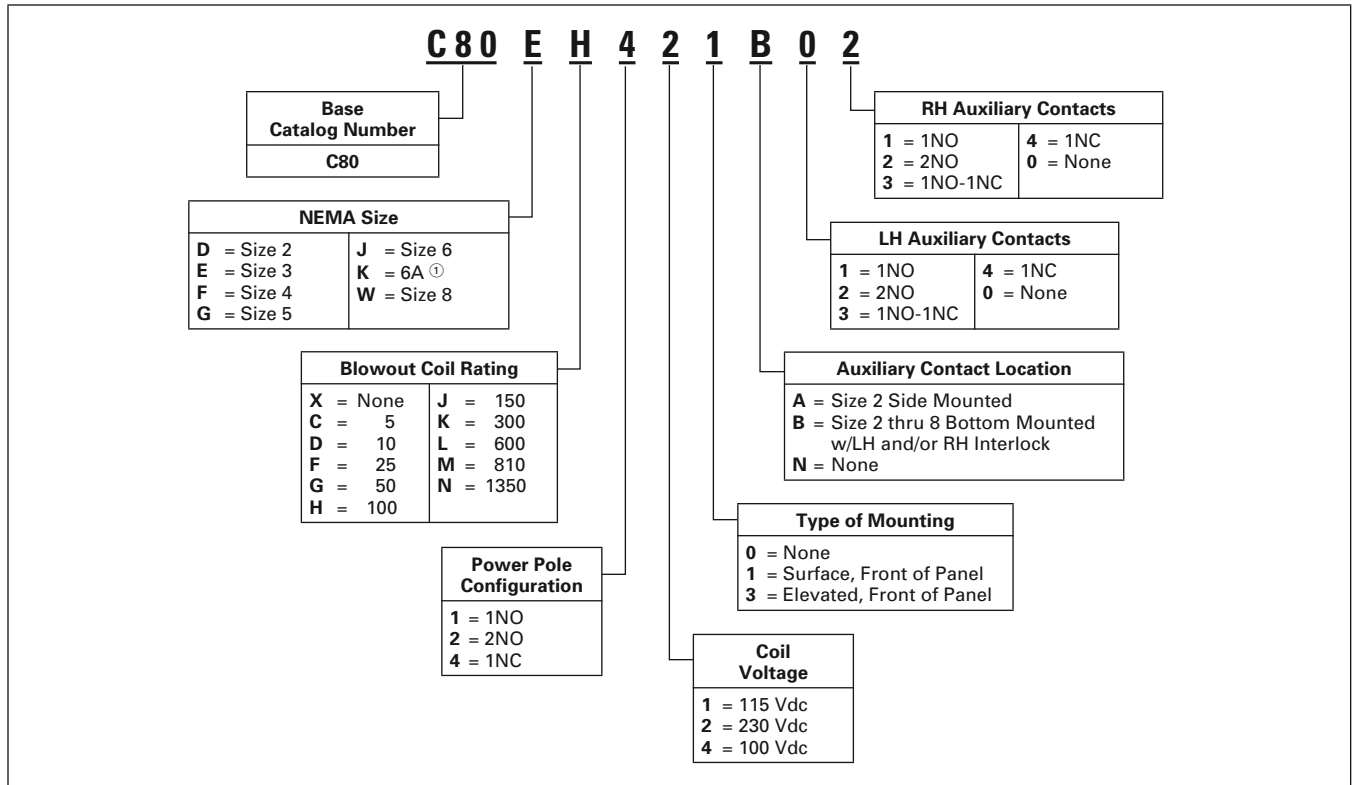 C80 E H 4 2 1 B 0 2
Base
Catalog Number
C80
RH Auxiliary Contacts
1 = 1NO
2 = 2NO
3 = 1NO-1NC
4 = 1NC
0 = None
NEMA Size
D = Size 2
E = Size 3
F = Size 4
G = Size 5
J = Size 6
K = 6A ①
W = Size 8
LH Auxiliary Contacts
1 = 1NO
2 = 2NO
3 = 1NO-1NC
4 = 1NC
0 = None
Blowout Coil Rating
X = None
C = 5
D = 10
F = 25
G = 50
H = 100
J = 150
K = 300
L = 600
M = 810
N = 1350
Auxiliary Contact Location
A = Size 2 Side Mounted
B = Size 2 thru 8 Bottom Mounted
w/LH and/or RH Interlock
N = None
Type of Mounting
0 = None
1 = Surface, Front of Panel
3 = Elevated, Front of Panel
Power Pole
Configuration
1 = 1NO
2 = 2NO
4 = 1NC
Coil
Voltage
1 = 115 Vdc
2 = 230 Vdc
4 = 100 Vdc